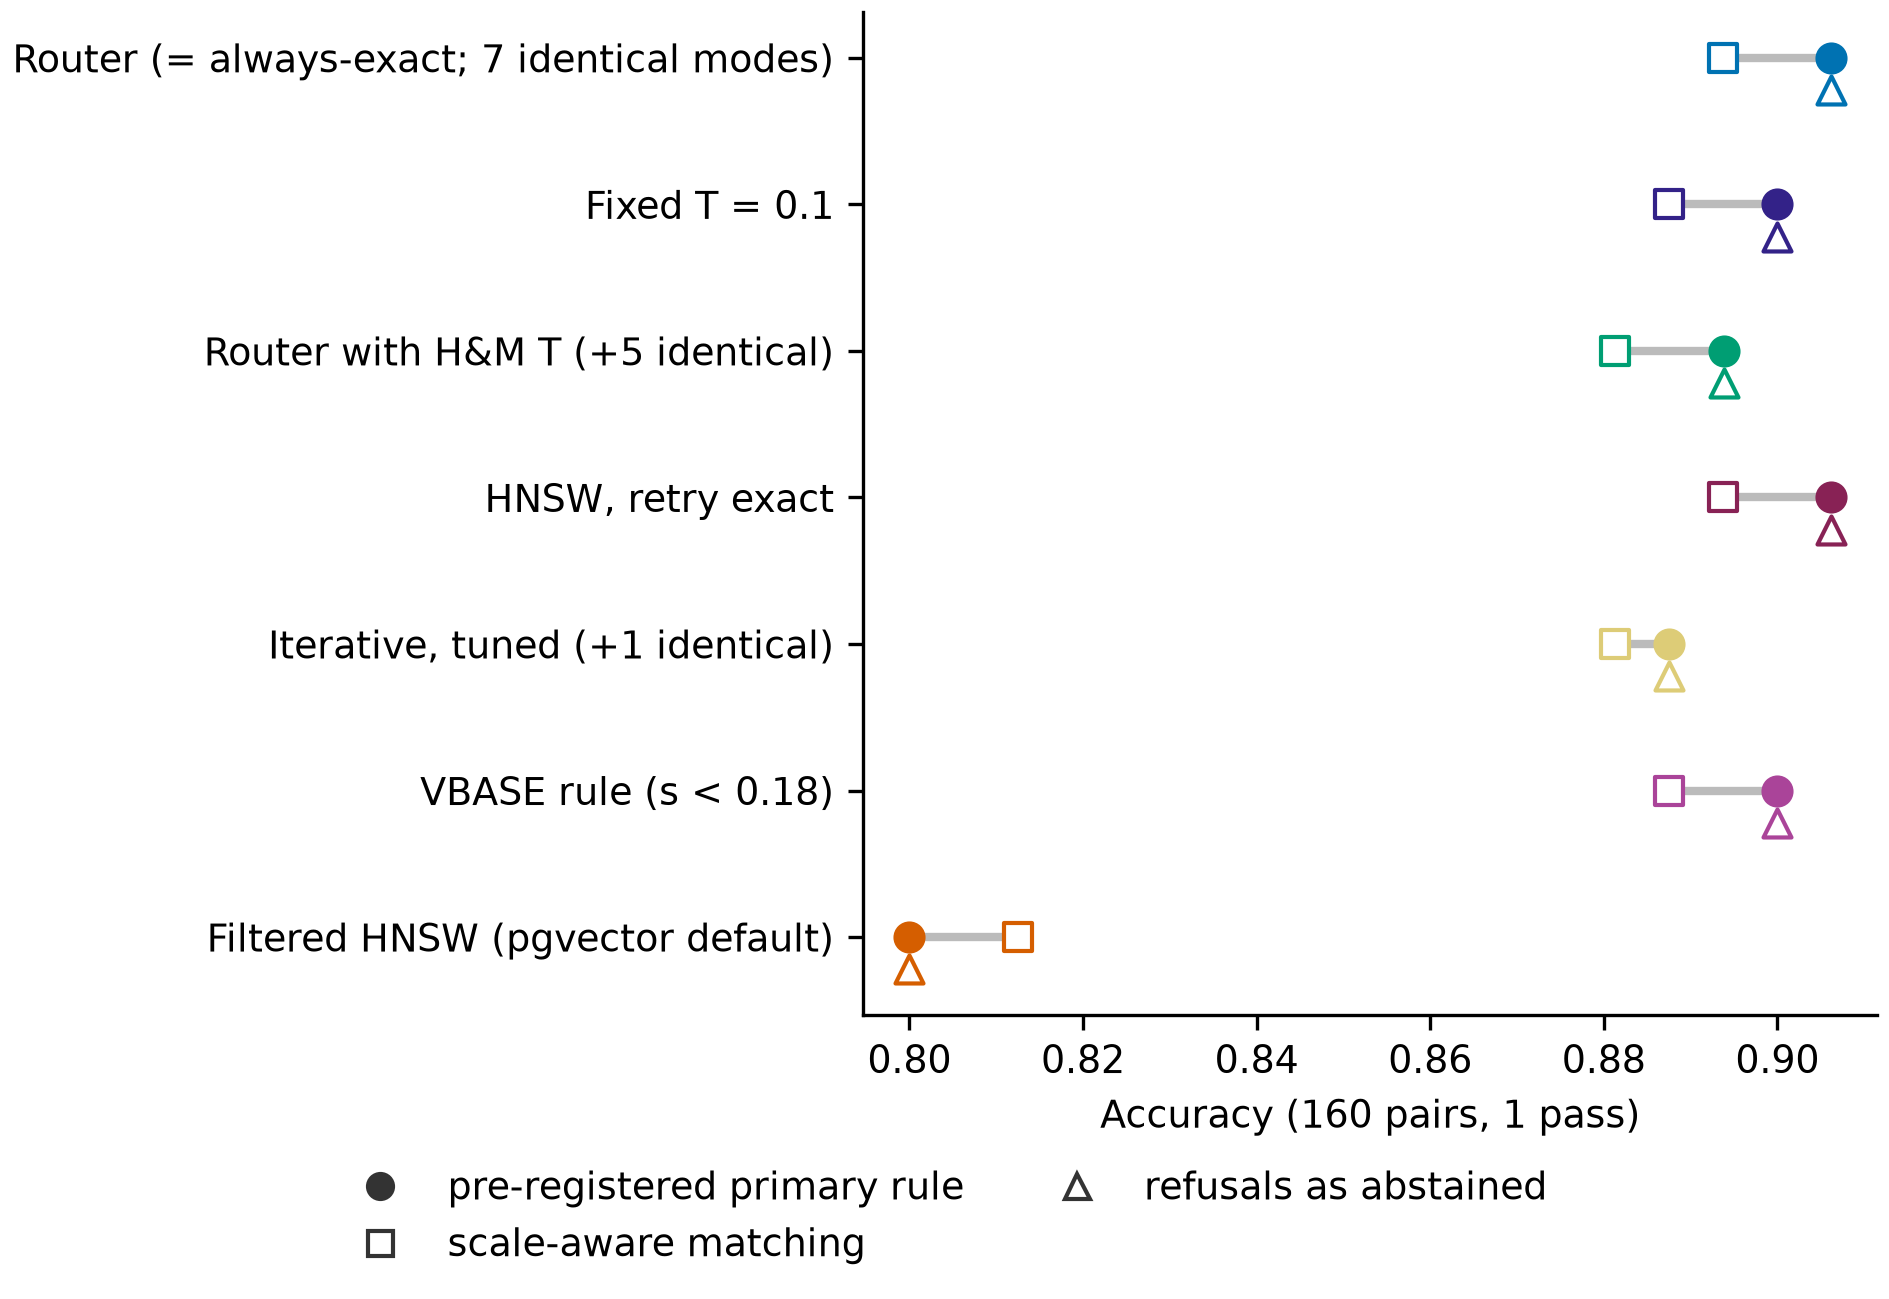 Router (= always-exact; 7 identical modes)
Fixed T = 0.1
Router with H&M T (+5 identical)
HNSW, retry exact
Iterative, tuned (+1 identical)
VBASE rule (s < 0.18)
Filtered HNSW (pgvector default)
0.80 0.82 0.84 0.86 0.88 0.90
Accuracy (160 pairs, 1 pass)
pre-registered primary rule
scale-aware matching
refusals as abstained